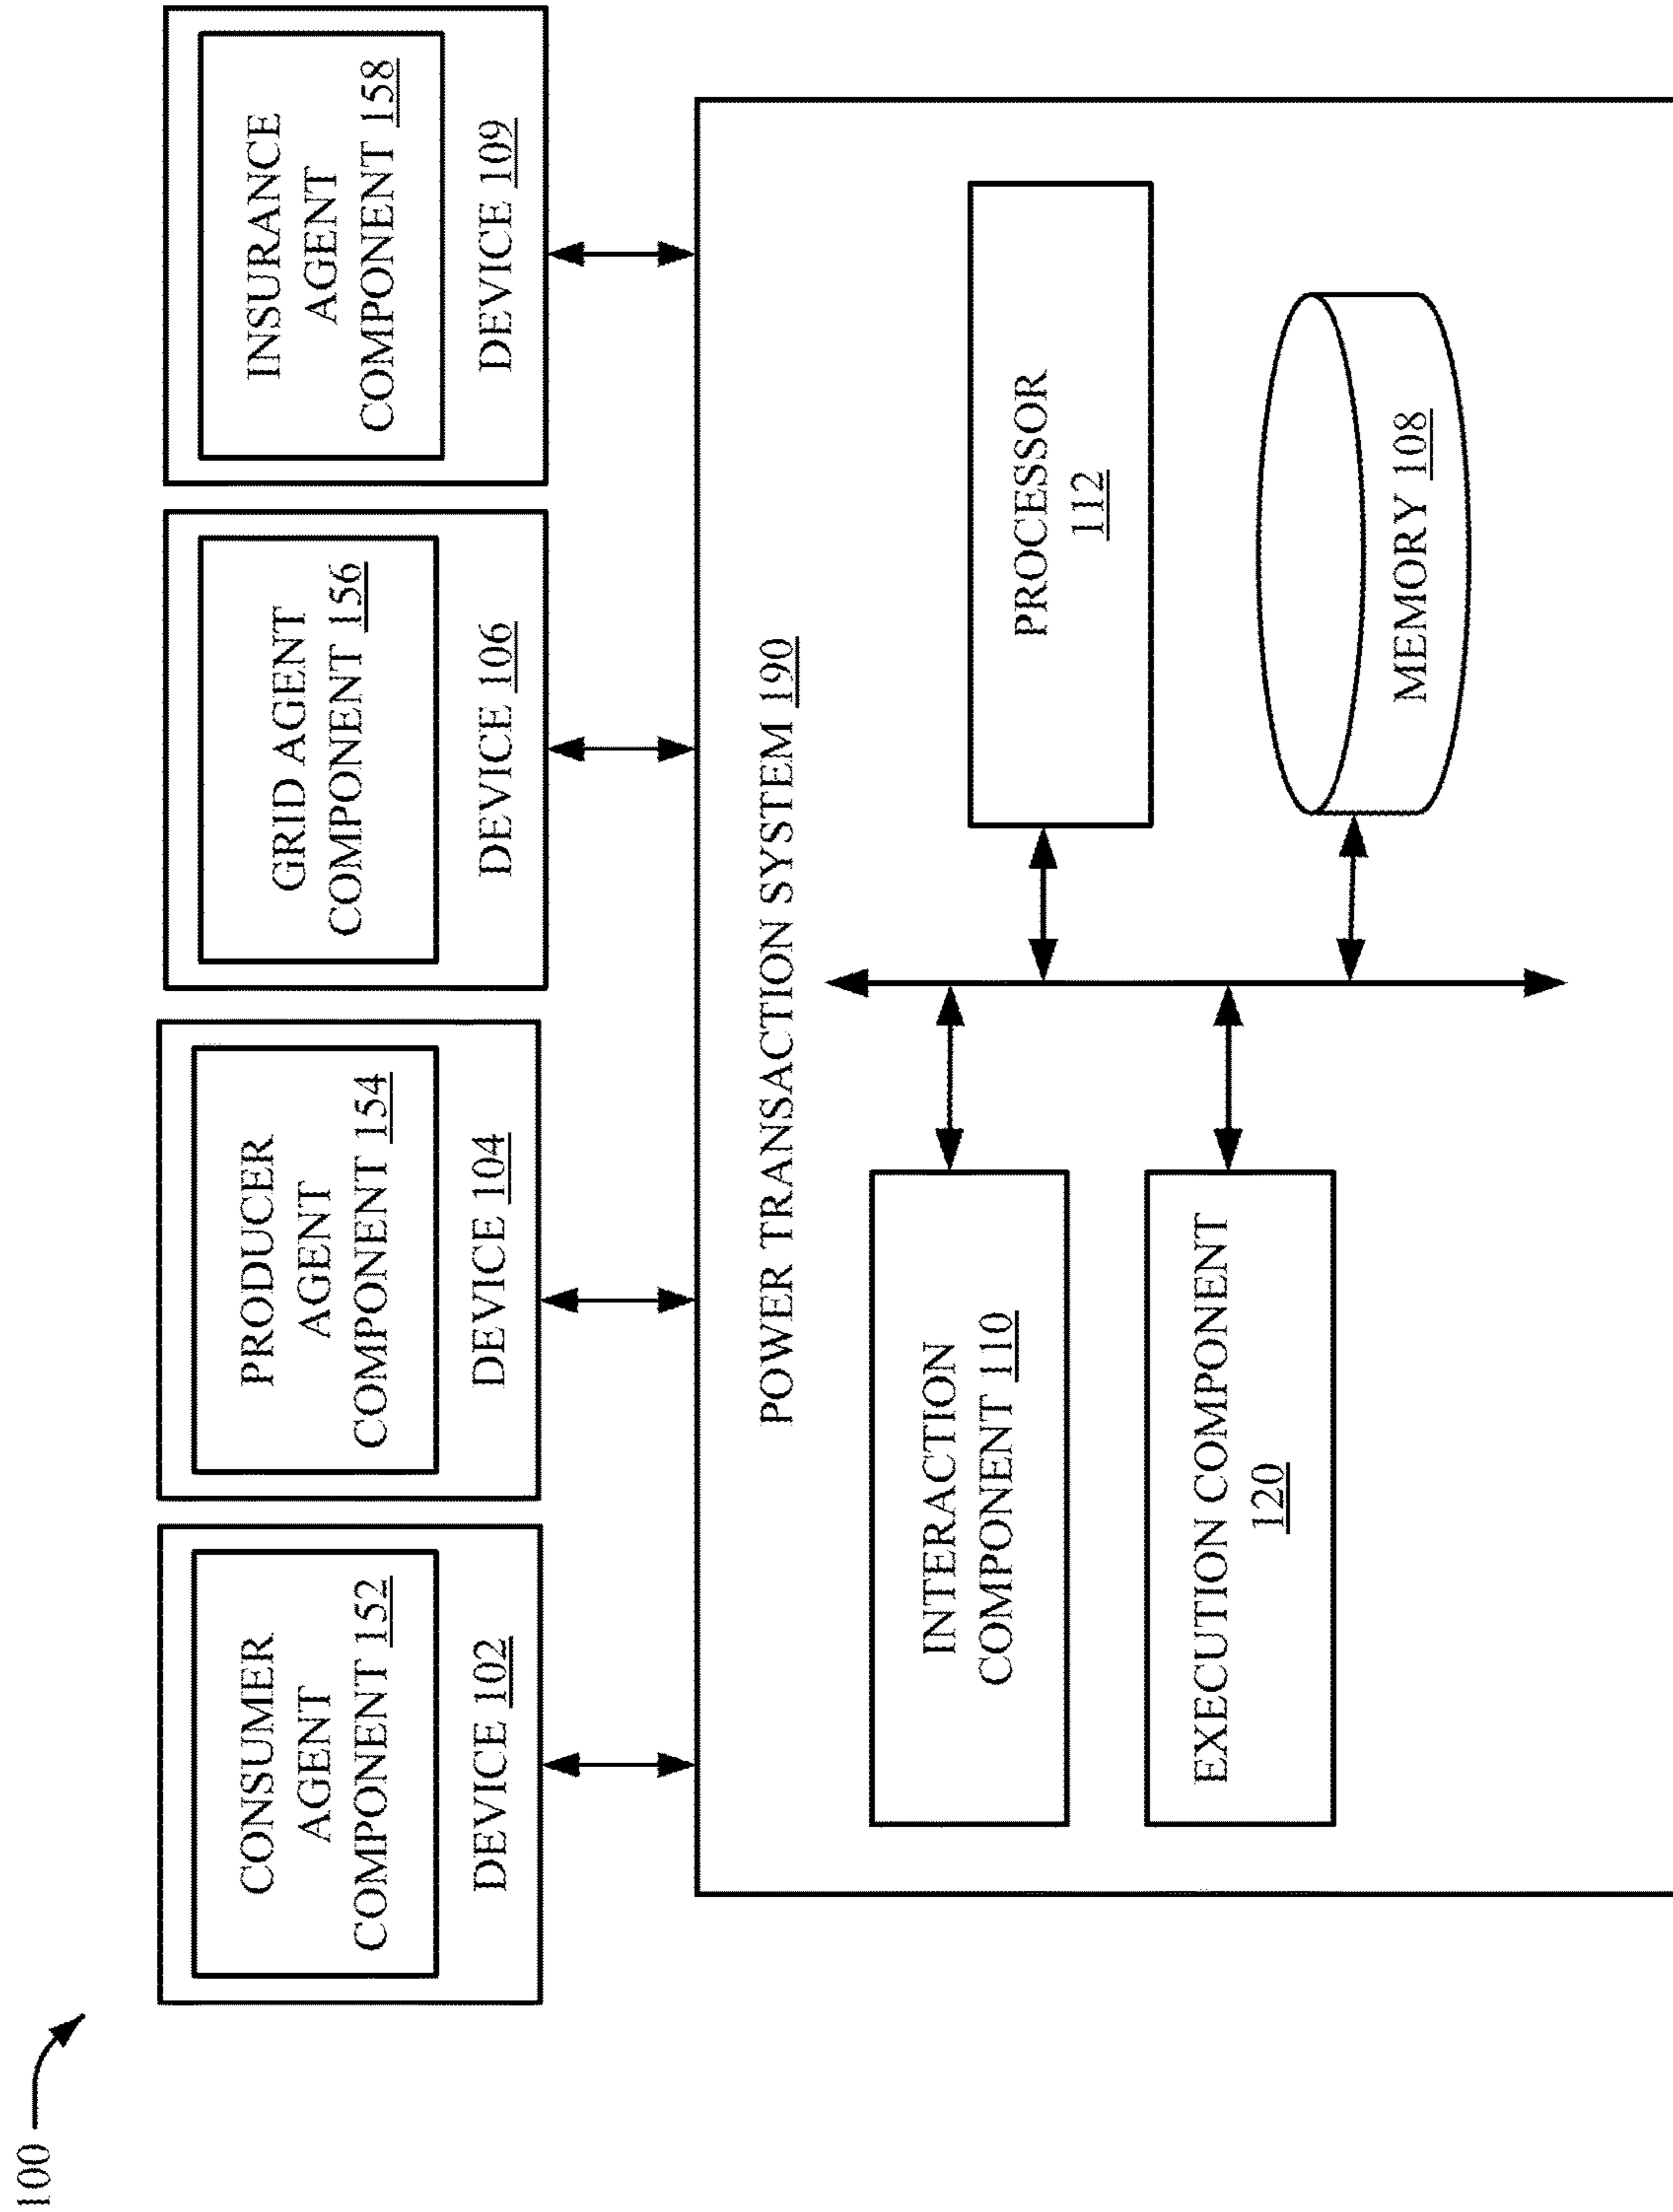 100
CONSUMER
AGENT
COMPONENT 152
DEVICE 102
PRODUCER
AGENT
COMPONENT 154
DEVICE 104
GRID AGENT
COMPONENT 156
DEVICE 106
INSURANCE
AGENT
COMPONENT 158
DEVICE 109
POWER TRANSACTION SYSTEM 190
INTERACTION
COMPONENT 110
EXECUTION COMPONENT
120
PROCESSOR
112
MEMORY 108